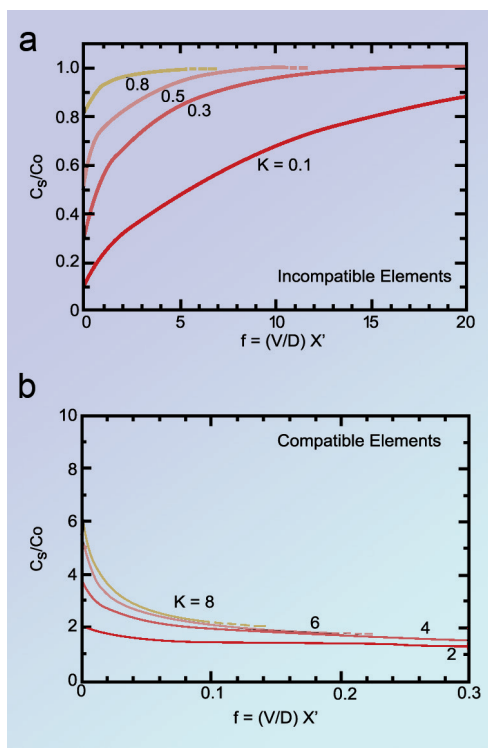 a
1.0
0.8
0.8
0.5
0.3
0.6
Cs/Co
0.4
K = 0.1
0.2
Incompatible Elements
0
0 5 10 15 20
f = (V/D) X'
b
10
Compatible Elements
8
6
Cs/Co
4
K = 8
6
4
2
2
0
0 0.1 0.2 0.3
f = (V/D) X'